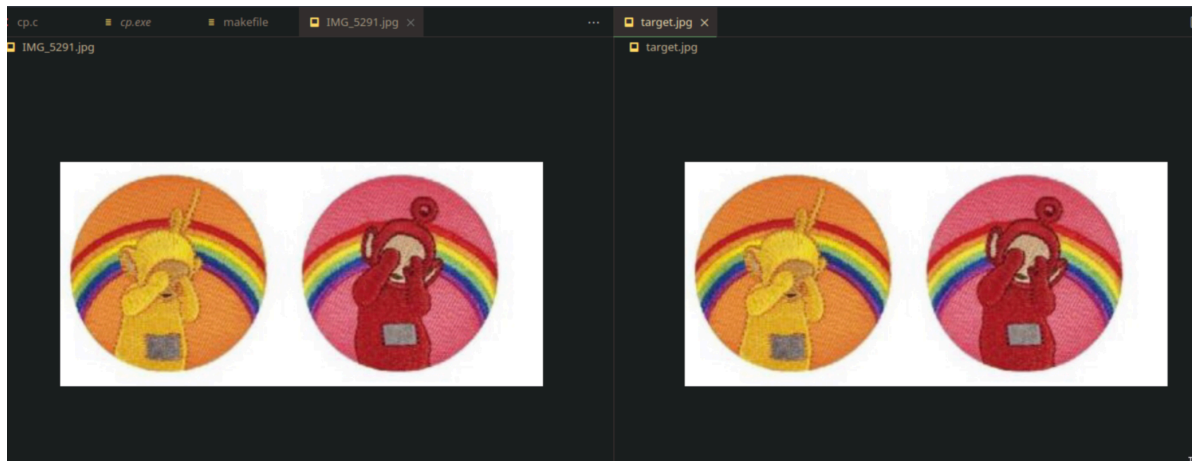 cp.c cp.exe makefile IMG_5291.jpg × ··· target.jpg ×
IMG_5291.jpg target.jpg